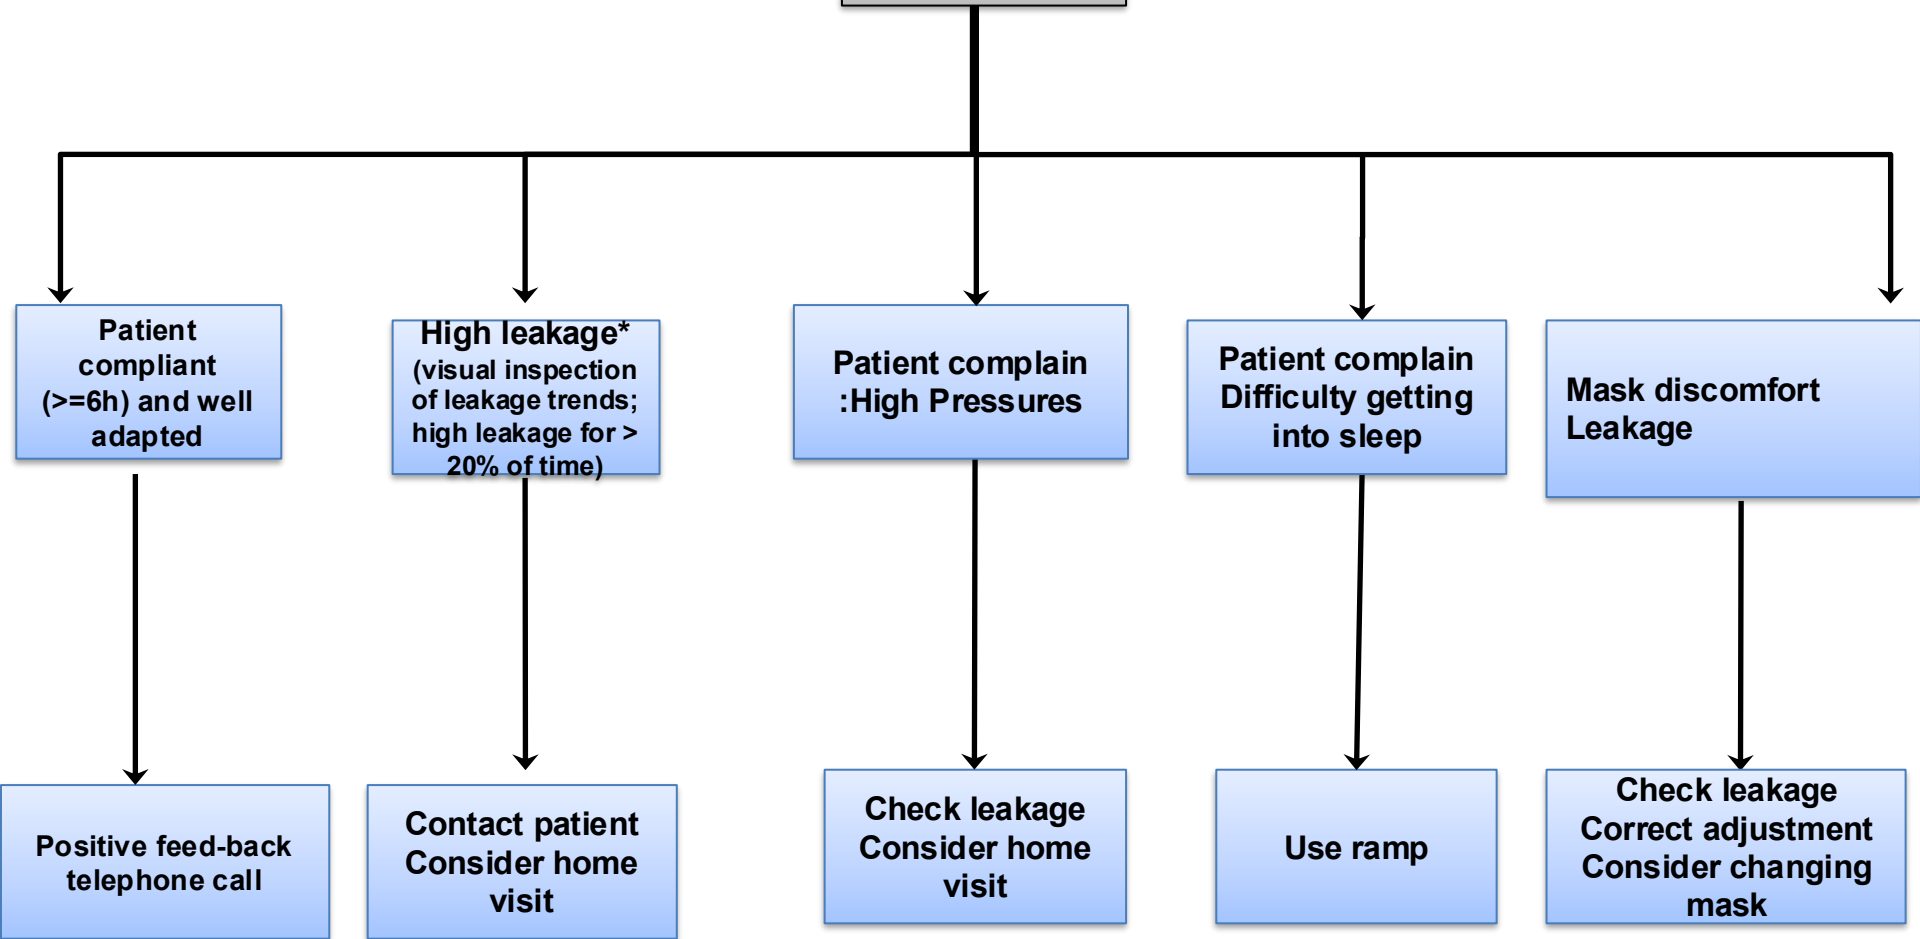 Patient
compliant
(>=6h) and well
adapted
High leakage*
(visual inspection
of leakage trends;
high leakage for >
20% of time)
Patient complain
:High Pressures
Patient complain
Difficulty getting
into sleep
Mask discomfort
Leakage
Positive feed-back
telephone call
Contact patient
Consider home
visit
Check leakage
Consider home
visit
Use ramp
Check leakage
Correct adjustment
Consider changing
mask